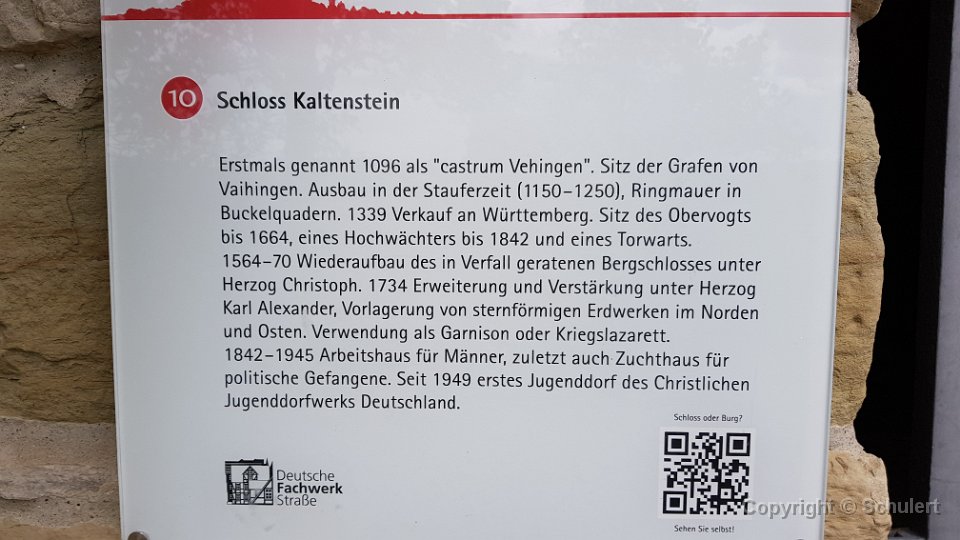 10 Schloss Kaltenstein
Erstmals genannt 1096 als "castrum Vehingen". Sitz der Grafen von
Vaihingen. Ausbau in der Stauferzeit (1150–1250), Ringmauer in
Buckelquadern. 1339 Verkauf an Württemberg. Sitz des Obervogts
bis 1664, eines Hochwächters bis 1842 und eines Torwarts.
1564–70 Wiederaufbau des in Verfall geratenen Bergschlosses unter
Herzog Christoph. 1734 Erweiterung und Verstärkung unter Herzog
Karl Alexander, Vorlagerung von sternförmigen Erdwerken im Norden
und Osten. Verwendung als Garnison oder Kriegslazarett.
1842–1945 Arbeitshaus für Männer, zuletzt auch Zuchthaus für
politische Gefangene. Seit 1949 erstes Jugenddorf des Christlichen
Jugenddorfwerks Deutschland.
Schloss oder Burg?
Deutsche
Fachwerk
Straße
Sehen Sie selbst!
Copyright © Schulert